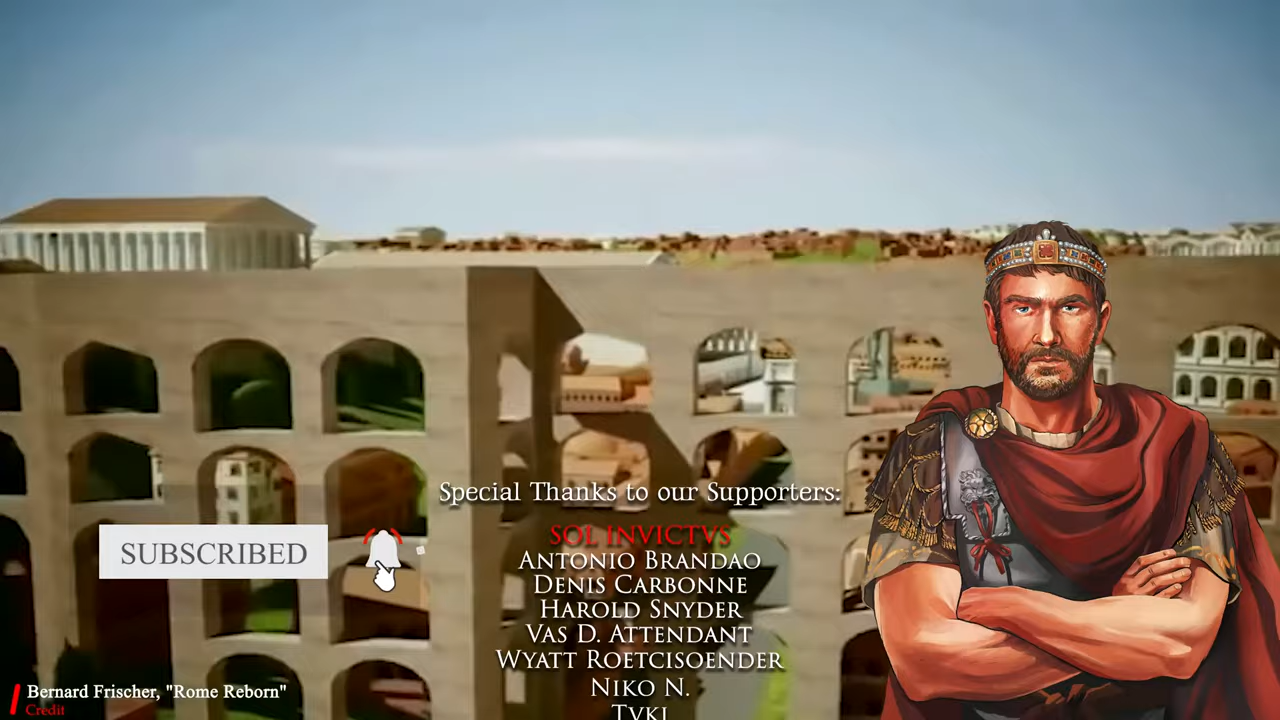 Special Thanks to our Supporters:
SOL INVICTVS
ANTONIO BRANDAO
DENIS CARBONNE
SUBSCRIBED
HAROLD SNYDER
VAS D. ATTENDANT
WYATT ROETCISOENDER
NIKO N.
Bernard Frischer, "Rome Reborn"
Credit